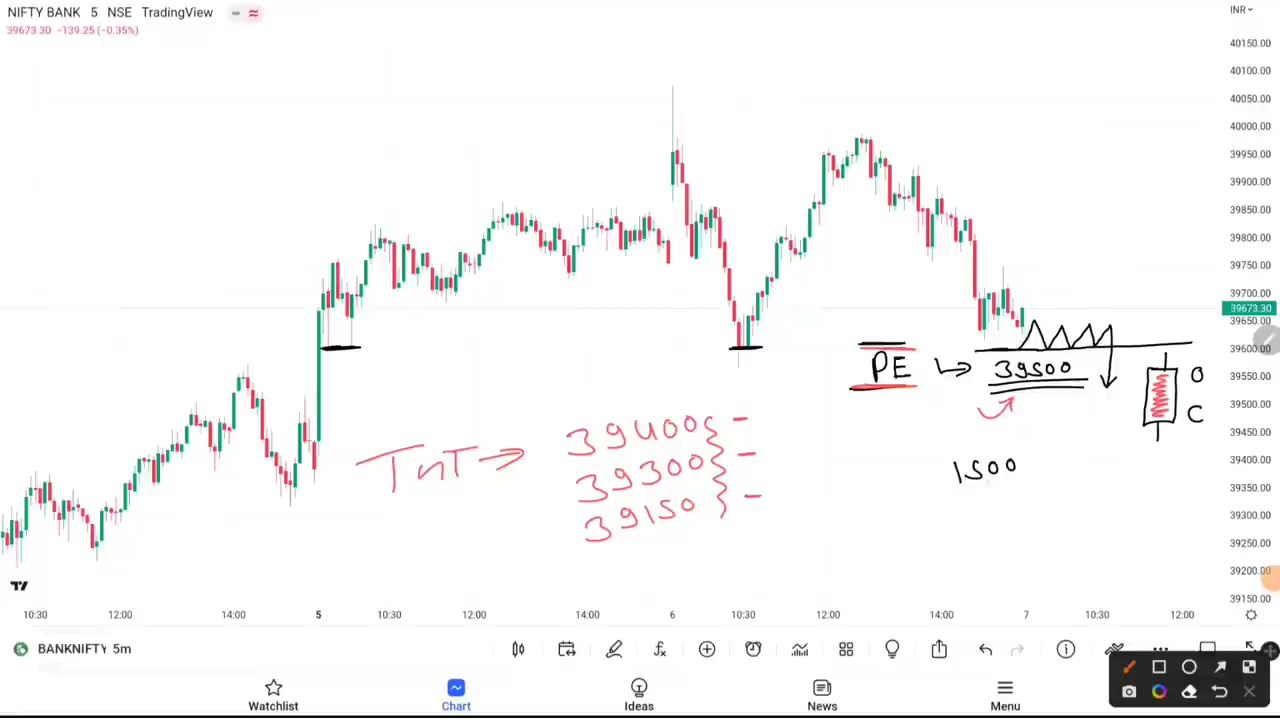 NIFTY BANK 5 NSE TradingView
INR
39673.30 −139.25 (−0.35%)
40150.00
40100.00
40050.00
40000.00
39950.00
39900.00
39850.00
39800.00
39750.00
39700.00
39673.30
39650.00
39600.00
39550.00
39500.00
39450.00
39400.00
39350.00
39300.00
39250.00
39200.00
39150.00
PE 39500
O
C
TnT → 39400
39300
39150
1500
10:30 12:00 14:00 5 10:30 12:00 14:00 6 10:30 12:00 14:00 7 10:30 12:00
BANKNIFTY 5m
Watchlist Chart Ideas News Menu